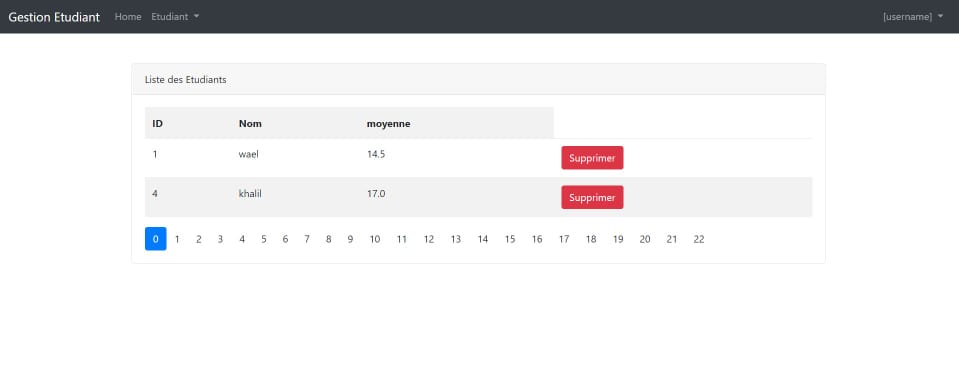 Gestion Etudiant Home Etudiant [username]
Liste des Etudiants
ID Nom moyenne
1 wael 14.5 Supprimer
4 khalil 17.0 Supprimer
0 1 2 3 4 5 6 7 8 9 10 11 12 13 14 15 16 17 18 19 20 21 22